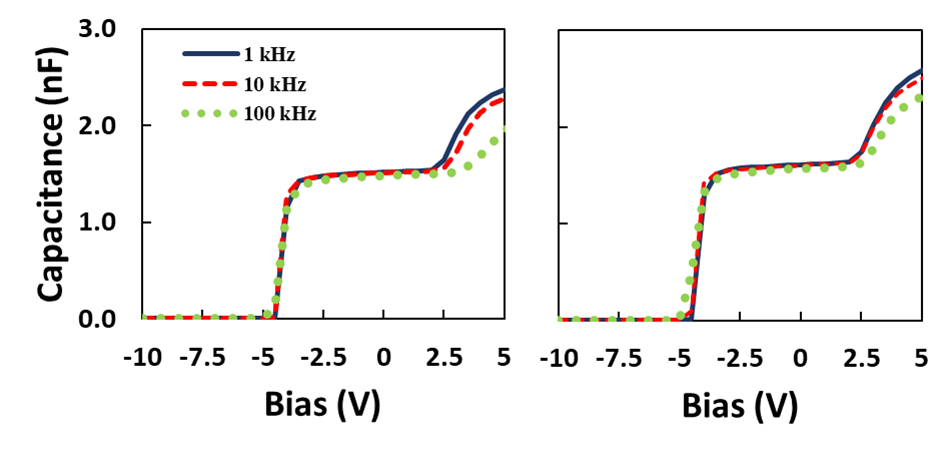 Capacitance (nF)
3.0
2.0
1.0
0.0
1 kHz
10 kHz
100 kHz
-10 -7.5 -5 -2.5 0 2.5 5
Bias (V)
-10 -7.5 -5 -2.5 0 2.5 5
Bias (V)